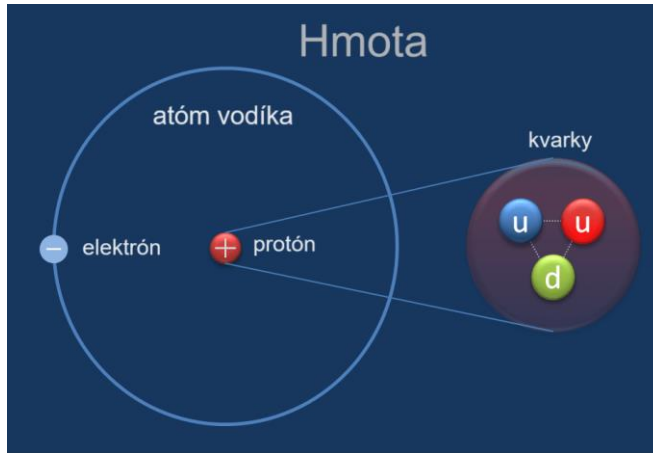 Hmota
atóm vodíka
kvarky
u u
d
− elektrón
+ protón